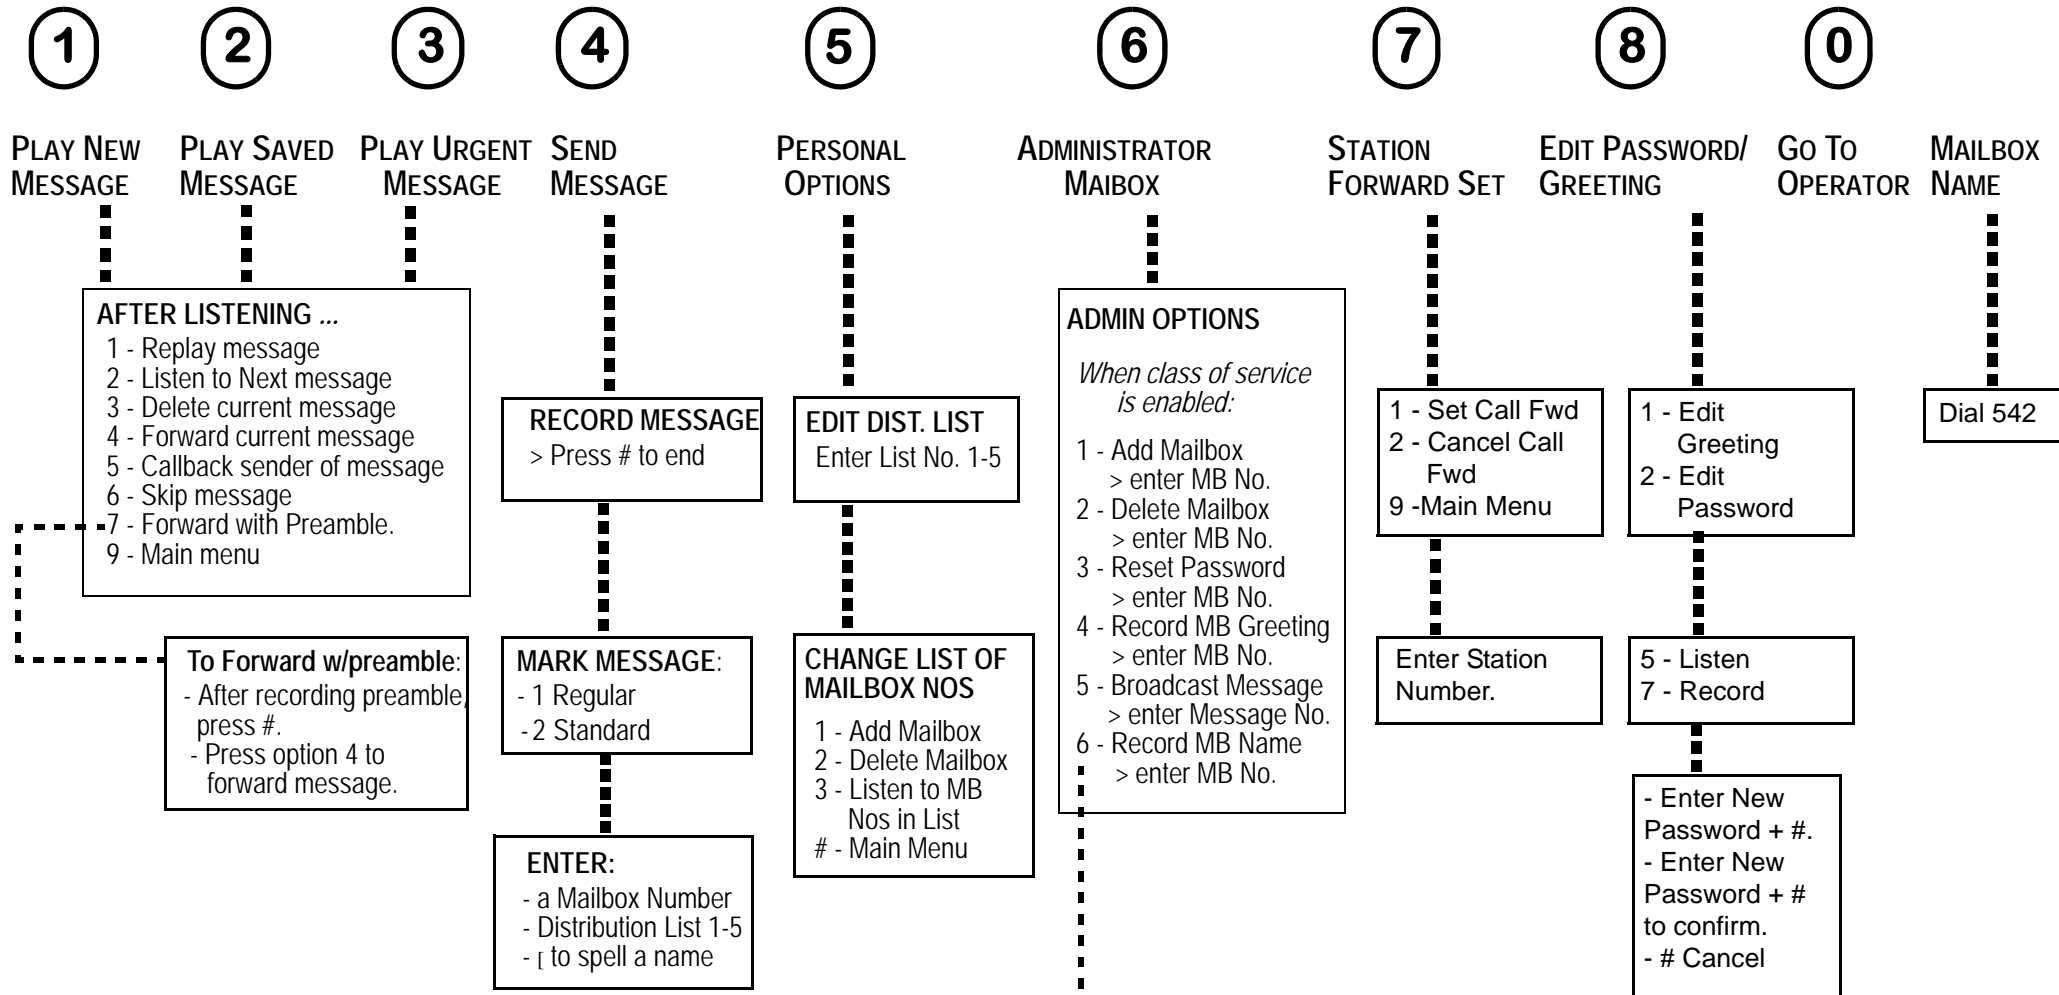 1 2 3 4 5 6 7 8 0
PLAY NEW
MESSAGE
PLAY SAVED
MESSAGE
PLAY URGENT
MESSAGE
SEND
MESSAGE
PERSONAL
OPTIONS
ADMINISTRATOR
MAIBOX
STATION
FORWARD SET
EDIT PASSWORD/
GREETING
GO TO
OPERATOR
MAILBOX
NAME
AFTER LISTENING ...
1 - Replay message
2 - Listen to Next message
3 - Delete current message
4 - Forward current message
5 - Callback sender of message
6 - Skip message
7 - Forward with Preamble.
9 - Main menu
To Forward w/preamble:
- After recording preamble,
press #.
- Press option 4 to
forward message.
RECORD MESSAGE
> Press # to end
MARK MESSAGE:
- 1 Regular
- 2 Standard
ENTER:
- a Mailbox Number
- Distribution List 1-5
- [ to spell a name
EDIT DIST. LIST
Enter List No. 1-5
CHANGE LIST OF
MAILBOX NOS
1 - Add Mailbox
2 - Delete Mailbox
3 - Listen to MB
Nos in List
# - Main Menu
ADMIN OPTIONS
When class of service
is enabled:
1 - Add Mailbox
> enter MB No.
2 - Delete Mailbox
> enter MB No.
3 - Reset Password
> enter MB No.
4 - Record MB Greeting
> enter MB No.
5 - Broadcast Message
> enter Message No.
6 - Record MB Name
> enter MB No.
1 - Set Call Fwd
2 - Cancel Call
Fwd
9 -Main Menu
Enter Station
Number.
1 - Edit
Greeting
2 - Edit
Password
5 - Listen
7 - Record
- Enter New
Password + #.
- Enter New
Password + #
to confirm.
- # Cancel
Dial 542